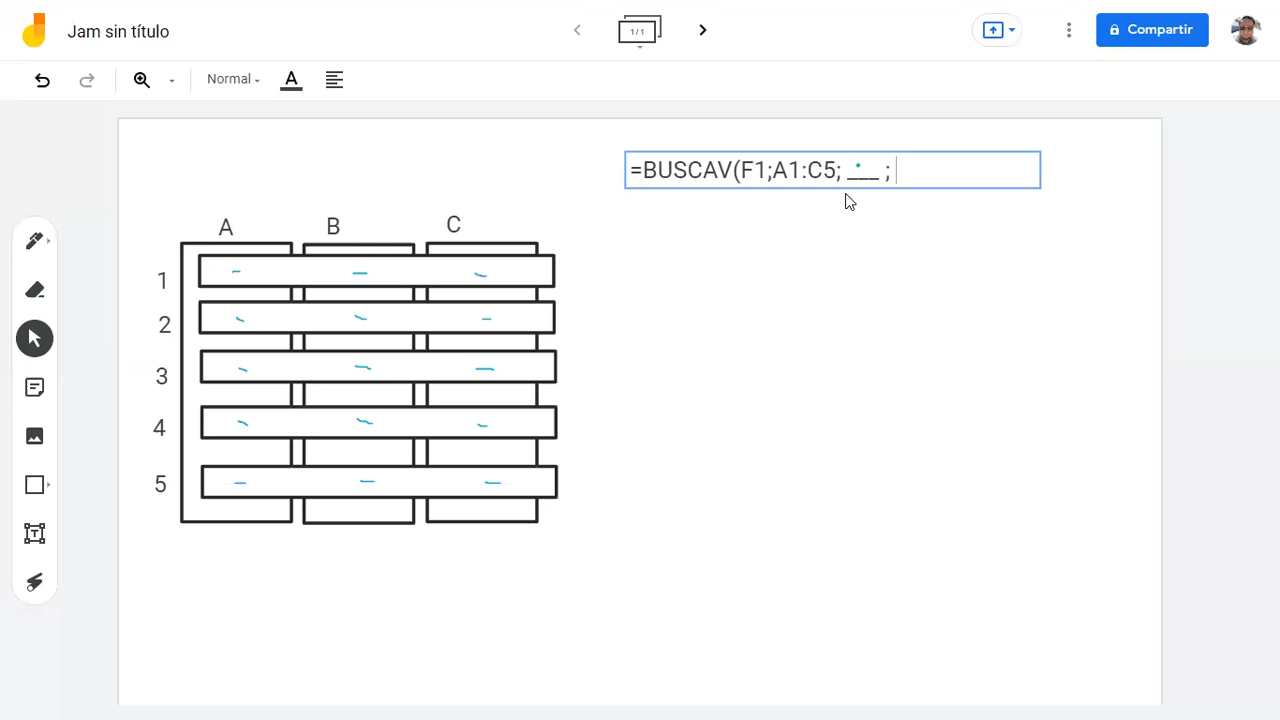 Jam sin título
1/1
Compartir
Normal
A
=BUSCAV(F1;A1:C5; ___ ;
A B C
1
2
3
4
5